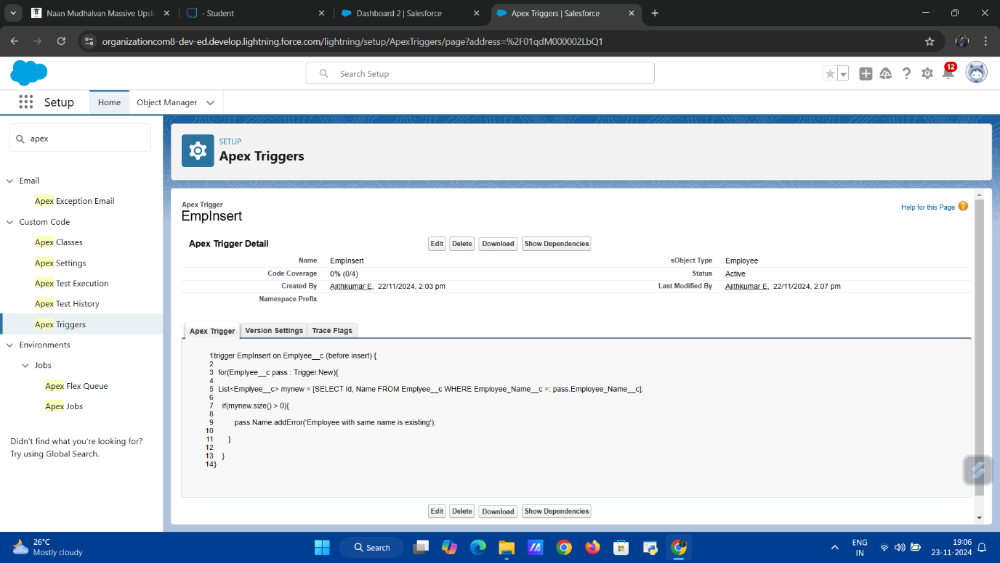 Naan Mudhalvan Massive Upsk
- Student
Dashboard 2 | Salesforce
Apex Triggers | Salesforce
organizationcom8-dev-ed.develop.lightning.force.com/lightning/setup/ApexTriggers/page?address=%2F01qdM000002LbQ1
Search Setup
12
Setup
Home
Object Manager
apex
Email
Apex Exception Email
Custom Code
Apex Classes
Apex Settings
Apex Test Execution
Apex Test History
Apex Triggers
Environments
Jobs
Apex Flex Queue
Apex Jobs
Didn't find what you're looking for?
Try using Global Search.
SETUP
Apex Triggers
Apex Trigger
EmpInsert
Help for this Page
Apex Trigger Detail
Edit Delete Download Show Dependencies
Name EmpInsert sObject Type Employee
Code Coverage 0% (0/4) Status Active
Created By Ajithkumar E, 22/11/2024, 2:03 pm Last Modified By Ajithkumar E, 22/11/2024, 2:07 pm
Namespace Prefix
Apex Trigger Version Settings Trace Flags
1 trigger EmpInsert on Emplyee__c (before insert) {
2
3 for(Emplyee__c pass : Trigger.New){
4
5 List<Emplyee__c> mynew = [SELECT Id, Name FROM Emplyee__c WHERE Employee_Name__c =: pass.Employee_Name__c];
6
7 if(mynew.size() > 0){
8
9 pass.Name.addError('Employee with same name is existing');
10
11 }
12
13 }
14 }
Edit Delete Download Show Dependencies
26°C
Mostly cloudy
Search
ENG
IN
19:06
23-11-2024